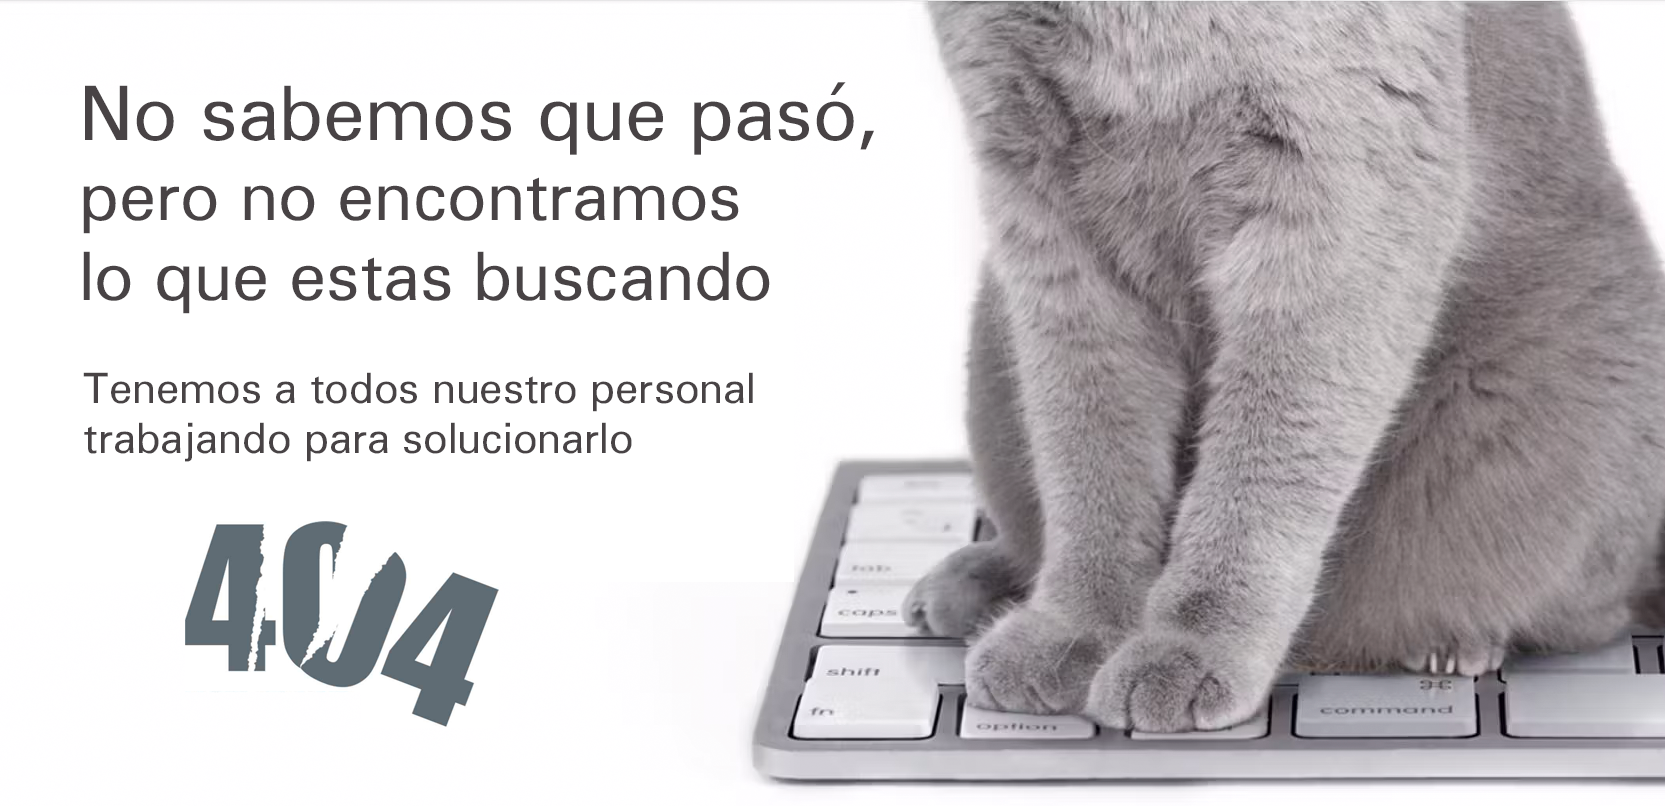 No sabemos que pasó,
pero no encontramos
lo que estas buscando
Tenemos a todos nuestro personal
trabajando para solucionarlo
404
tab
caps
shift
fn
option
⌘
command